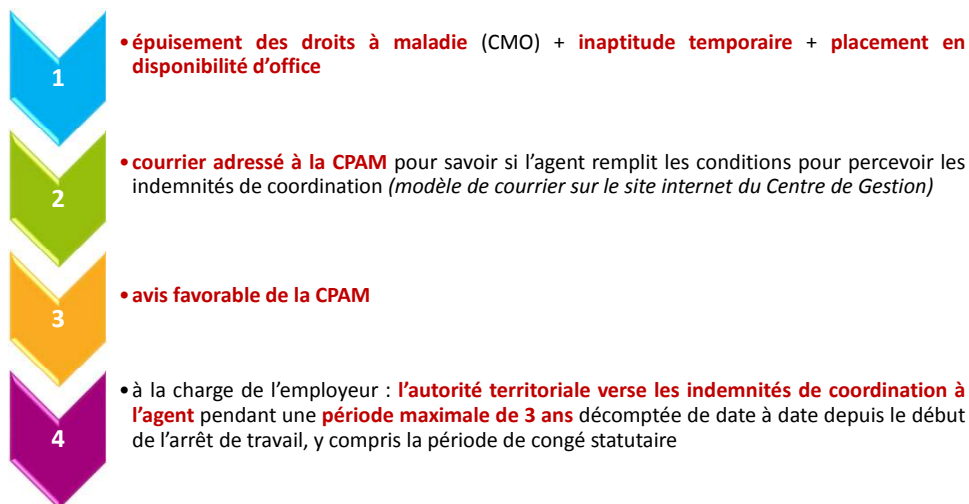 1
•épuisement des droits à maladie (CMO) + inaptitude temporaire + placement en
disponibilité d’office
2
•courrier adressé à la CPAM pour savoir si l’agent remplit les conditions pour percevoir les
indemnités de coordination (modèle de courrier sur le site internet du Centre de Gestion)
3
•avis favorable de la CPAM
4
•à la charge de l’employeur : l’autorité territoriale verse les indemnités de coordination à
l’agent pendant une période maximale de 3 ans décomptée de date à date depuis le début
de l’arrêt de travail, y compris la période de congé statutaire